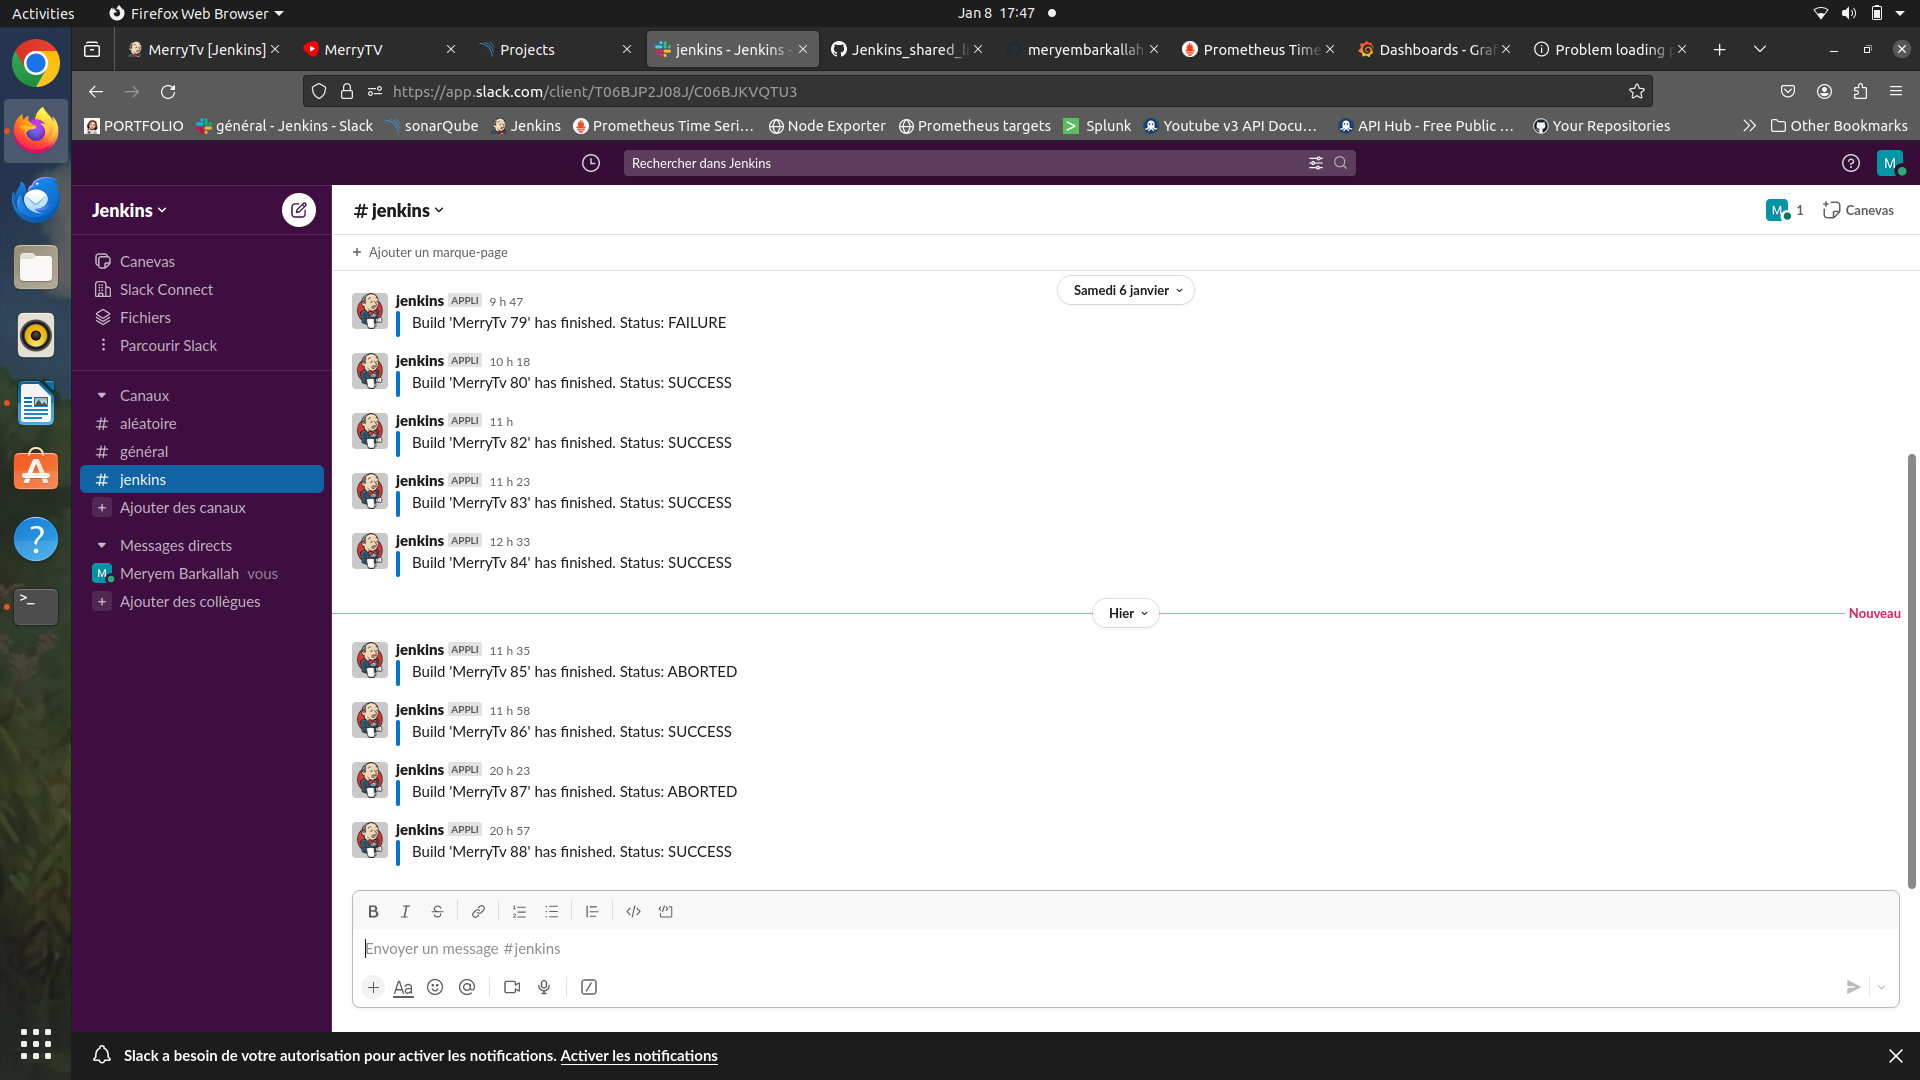 Activities
Firefox Web Browser
Jan 8 17:47
MerryTv [Jenkins]
MerryTV
Projects
jenkins - Jenkins -
Jenkins_shared_li
meryembarkallah
Prometheus Time
Dashboards - Graf
Problem loading p
https://app.slack.com/client/T06BJP2J08J/C06BJKVQTU3
PORTFOLIO
général - Jenkins - Slack
sonarQube
Jenkins
Prometheus Time Seri...
Node Exporter
Prometheus targets
Splunk
Youtube v3 API Docu...
API Hub - Free Public ...
Your Repositories
Other Bookmarks
Rechercher dans Jenkins
M
Jenkins
# jenkins
M 1
Canevas
Ajouter un marque-page
Canevas
Slack Connect
Fichiers
Parcourir Slack
Canaux
# aléatoire
# général
# jenkins
+ Ajouter des canaux
Messages directs
M Meryem Barkallah vous
+ Ajouter des collègues
Samedi 6 janvier
jenkins APPLI 9 h 47
Build 'MerryTv 79' has finished. Status: FAILURE
jenkins APPLI 10 h 18
Build 'MerryTv 80' has finished. Status: SUCCESS
jenkins APPLI 11 h
Build 'MerryTv 82' has finished. Status: SUCCESS
jenkins APPLI 11 h 23
Build 'MerryTv 83' has finished. Status: SUCCESS
jenkins APPLI 12 h 33
Build 'MerryTv 84' has finished. Status: SUCCESS
Hier
Nouveau
jenkins APPLI 11 h 35
Build 'MerryTv 85' has finished. Status: ABORTED
jenkins APPLI 11 h 58
Build 'MerryTv 86' has finished. Status: SUCCESS
jenkins APPLI 20 h 23
Build 'MerryTv 87' has finished. Status: ABORTED
jenkins APPLI 20 h 57
Build 'MerryTv 88' has finished. Status: SUCCESS
Envoyer un message #jenkins
Aa
Slack a besoin de votre autorisation pour activer les notifications. Activer les notifications